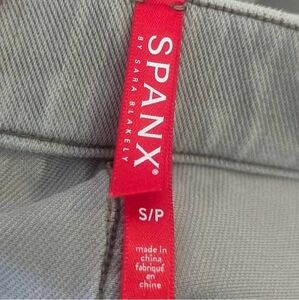 SPANX®
BY SARA BLAKELY
S/P
made in
china
fabriqué
en
chine